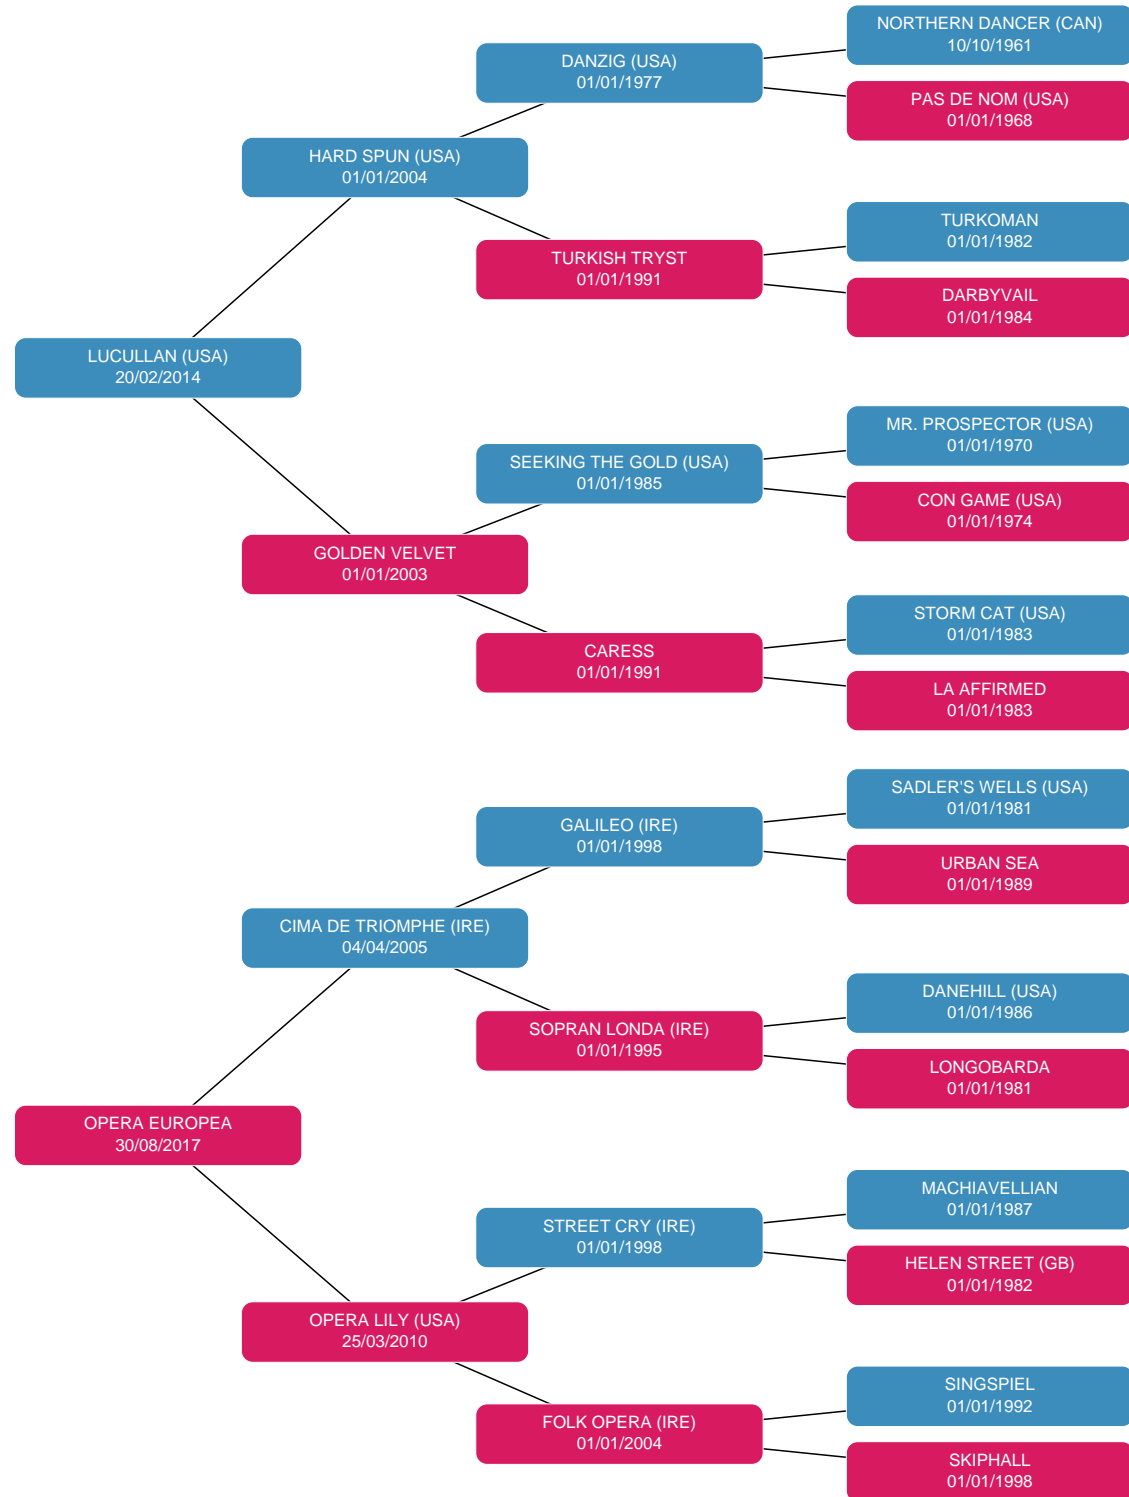 NORTHERN DANCER (CAN)
10/10/1961
DANZIG (USA)
01/01/1977
PAS DE NOM (USA)
01/01/1968
HARD SPUN (USA)
01/01/2004
TURKOMAN
01/01/1982
TURKISH TRYST
01/01/1991
DARBYVAIL
01/01/1984
LUCULLAN (USA)
20/02/2014
MR. PROSPECTOR (USA)
01/01/1970
SEEKING THE GOLD (USA)
01/01/1985
CON GAME (USA)
01/01/1974
GOLDEN VELVET
01/01/2003
STORM CAT (USA)
01/01/1983
CARESS
01/01/1991
LA AFFIRMED
01/01/1983
SADLER'S WELLS (USA)
01/01/1981
GALILEO (IRE)
01/01/1998
URBAN SEA
01/01/1989
CIMA DE TRIOMPHE (IRE)
04/04/2005
DANEHILL (USA)
01/01/1986
SOPRAN LONDA (IRE)
01/01/1995
LONGOBARDA
01/01/1981
OPERA EUROPEA
30/08/2017
MACHIAVELLIAN
01/01/1987
STREET CRY (IRE)
01/01/1998
HELEN STREET (GB)
01/01/1982
OPERA LILY (USA)
25/03/2010
SINGSPIEL
01/01/1992
FOLK OPERA (IRE)
01/01/2004
SKIPHALL
01/01/1998